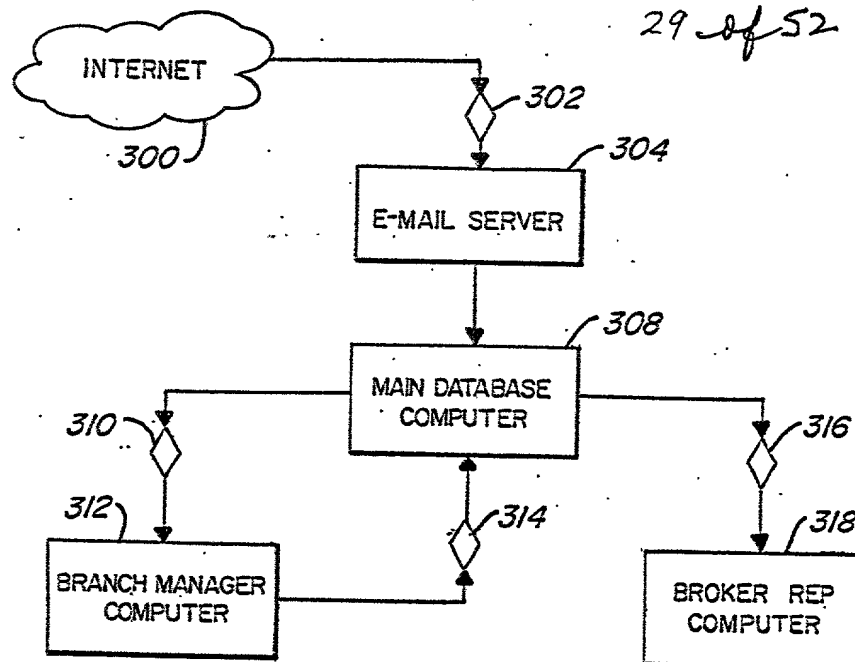 29 of 52
INTERNET
300
302
304
E-MAIL SERVER
308
MAIN DATABASE
COMPUTER
310
316
312
314
318
BRANCH MANAGER
COMPUTER
BROKER REP
COMPUTER